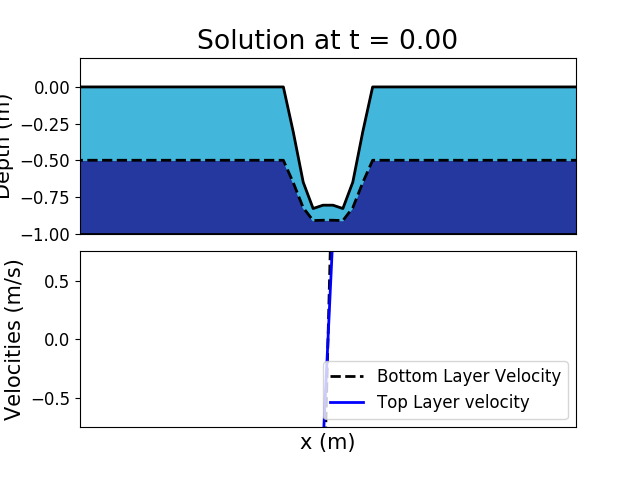 Solution at t = 0.00
Depth (m)
0.00
−0.25
−0.50
−0.75
−1.00
Velocities (m/s)
0.5
0.0
−0.5
Bottom Layer Velocity
Top Layer velocity
x (m)